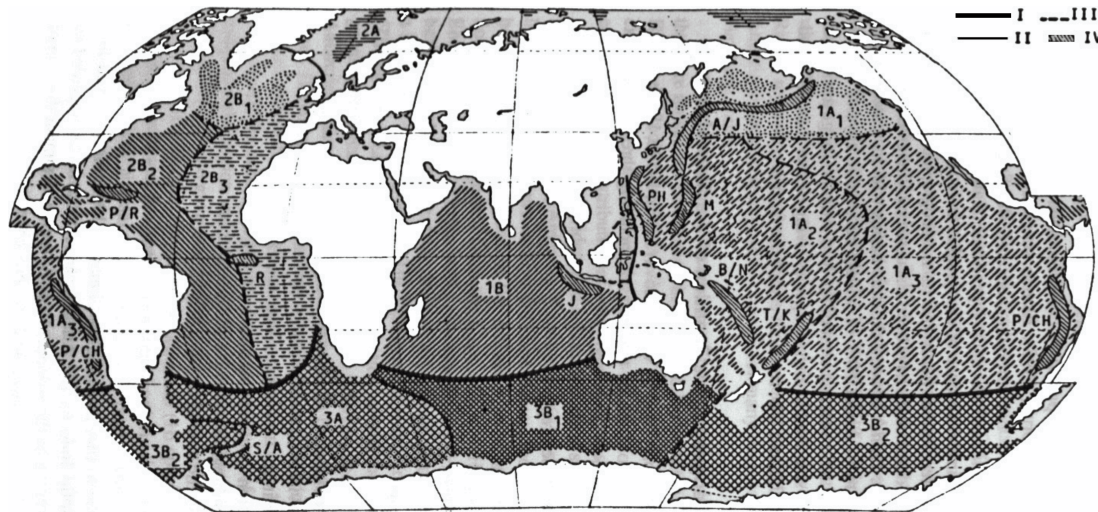 I III
II IV
2A
2B1
A/J 1A1
2B2
2B3
PH
M
P/R
1A2
B/N
1A3
R
1B
J
T/K
1A3
P/CH
P/CH
3A
3B1
3B2
3B2
S/A